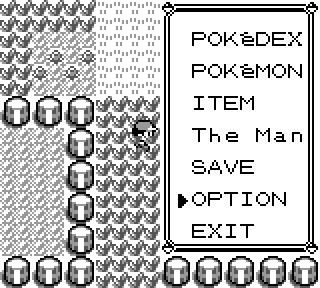 POKéDEX
POKéMON
ITEM
The Man
SAVE
▶OPTION
EXIT